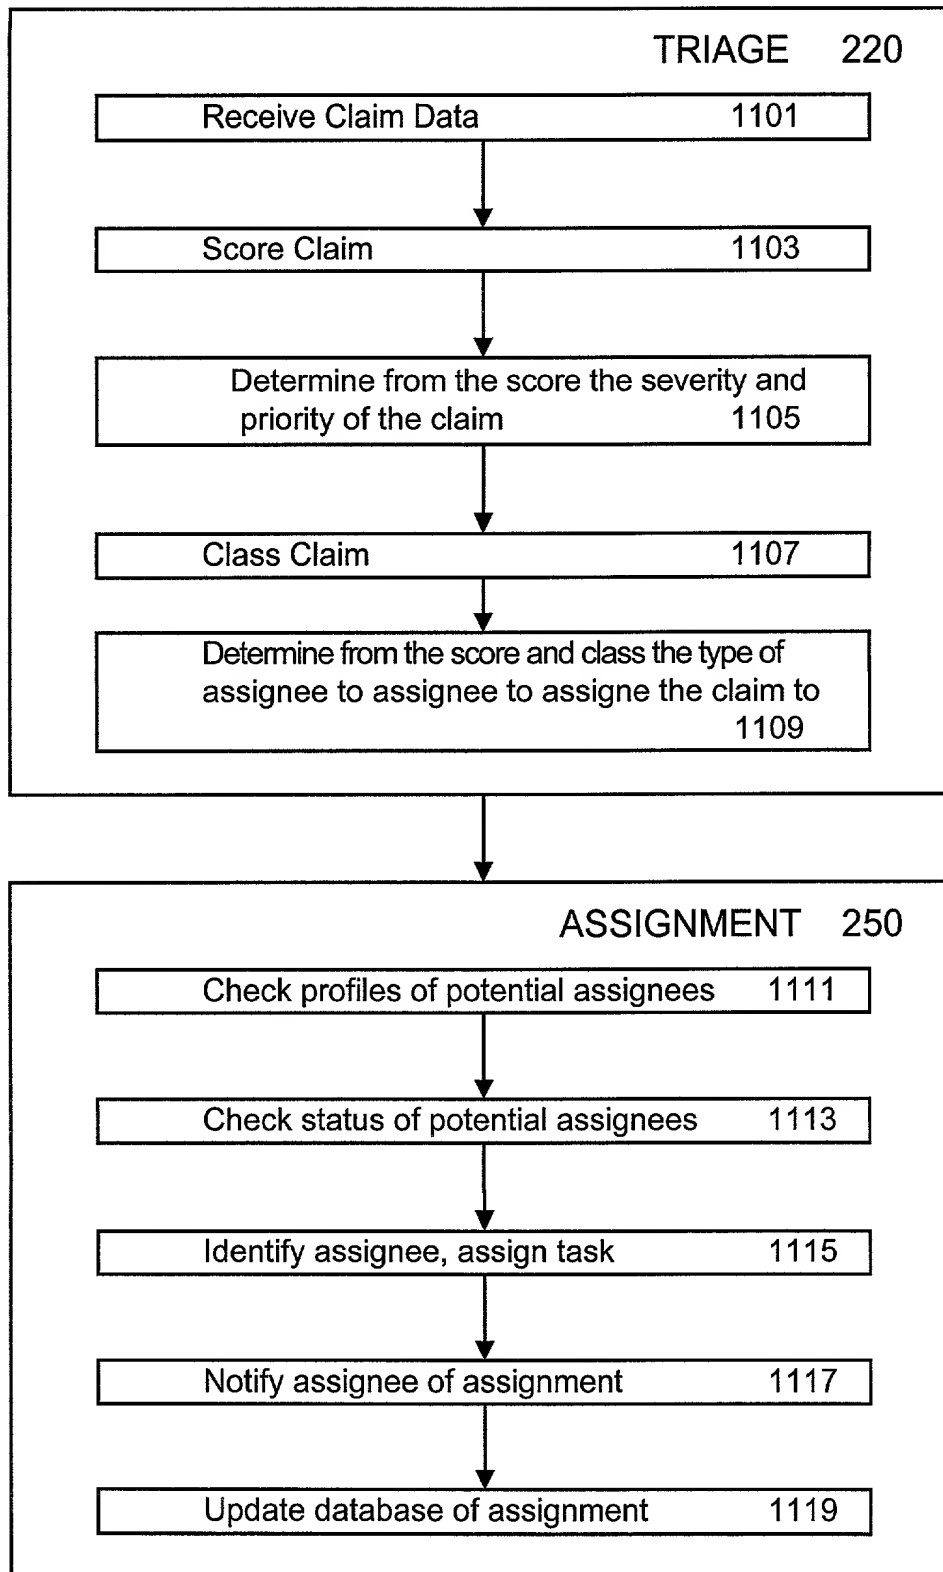 TRIAGE 220
Receive Claim Data 1101
Score Claim 1103
Determine from the score the severity and
priority of the claim 1105
Class Claim 1107
Determine from the score and class the type of
assignee to assignee to assigne the claim to
1109
ASSIGNMENT 250
Check profiles of potential assignees 1111
Check status of potential assignees 1113
Identify assignee, assign task 1115
Notify assignee of assignment 1117
Update database of assignment 1119